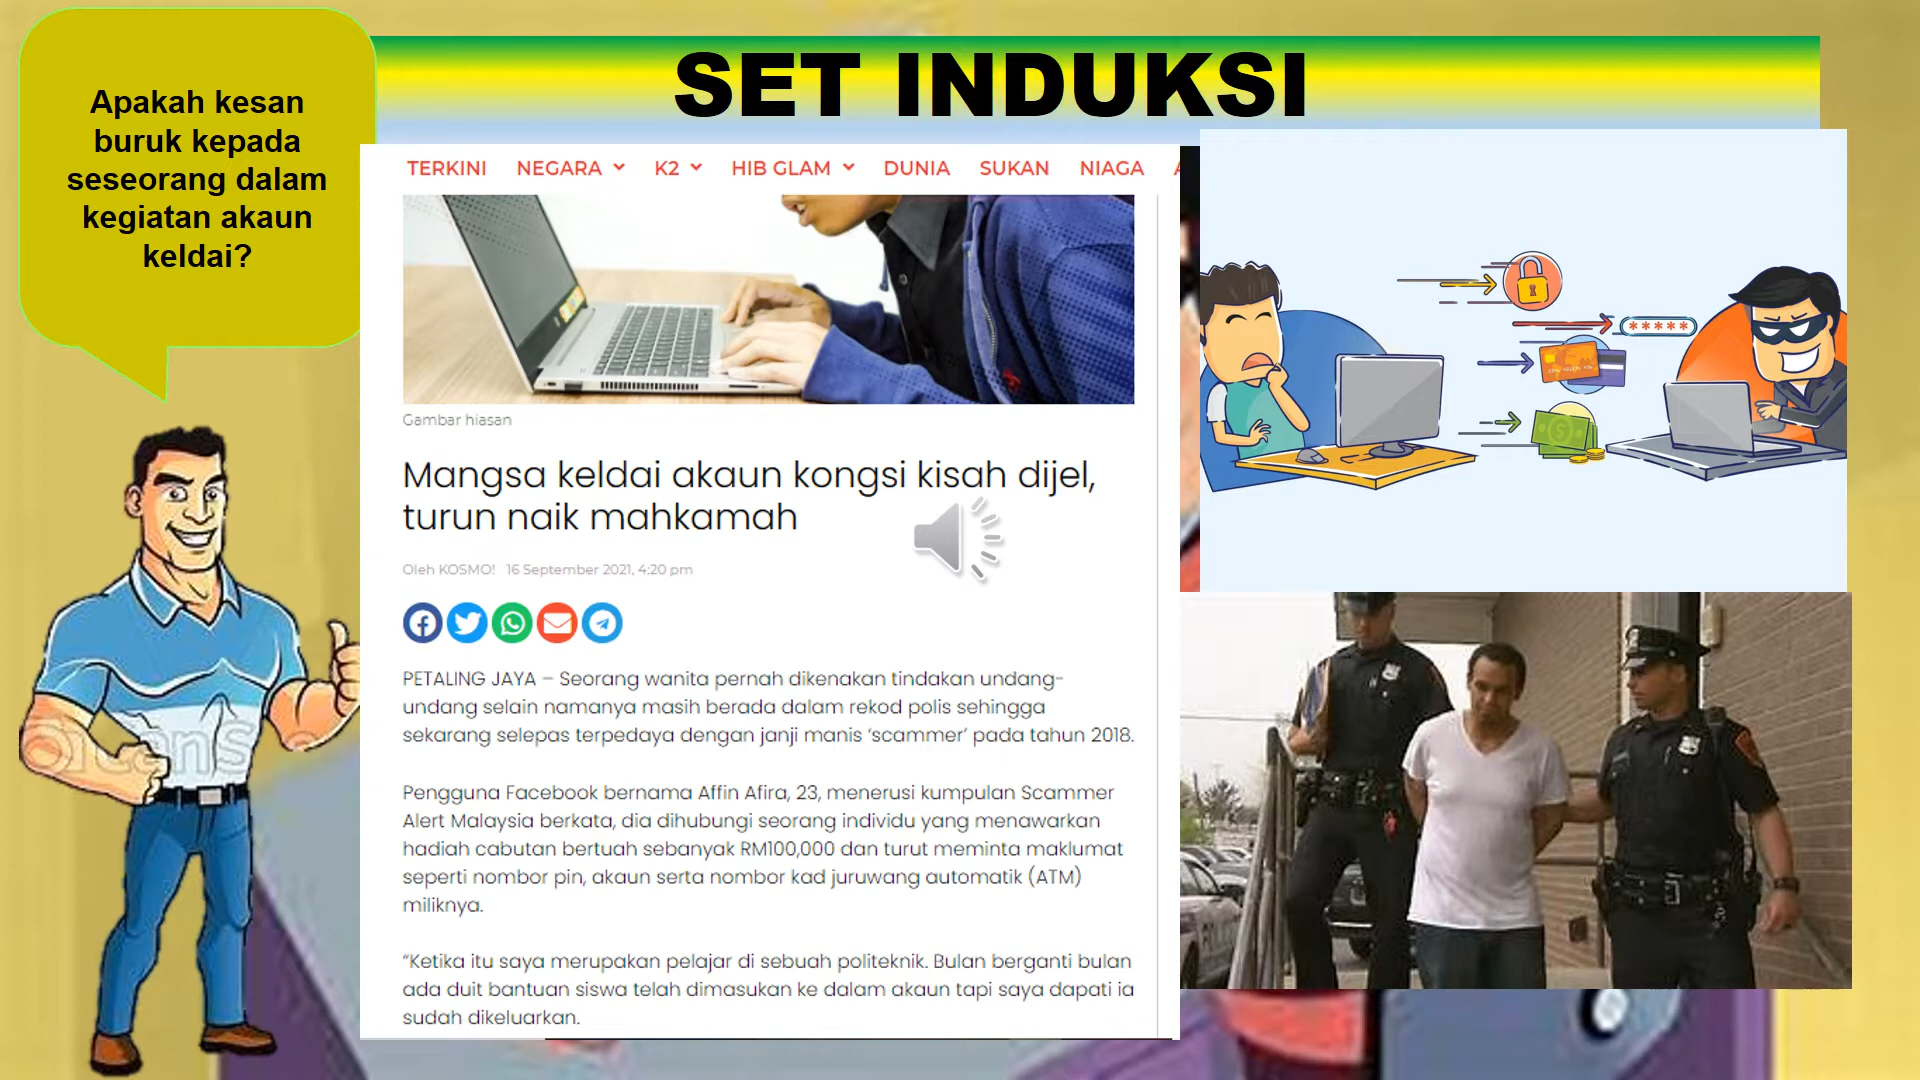 Apakah kesan
buruk kepada
seseorang dalam
kegiatan akaun
keldai?
SET INDUKSI
TERKINI NEGARA K2 HIB GLAM DUNIA SUKAN NIAGA
Gambar hiasan
Mangsa keldai akaun kongsi kisah dijel,
turun naik mahkamah
Oleh KOSMO! 16 September 2021, 4:20 pm
PETALING JAYA – Seorang wanita pernah dikenakan tindakan undang-
undang selain namanya masih berada dalam rekod polis sehingga
sekarang selepas terpedaya dengan janji manis ‘scammer’ pada tahun 2018.
Pengguna Facebook bernama Affin Afira, 23, menerusi kumpulan Scammer
Alert Malaysia berkata, dia dihubungi seorang individu yang menawarkan
hadiah cabutan bertuah sebanyak RM100,000 dan turut meminta maklumat
seperti nombor pin, akaun serta nombor kad juruwang automatik (ATM)
miliknya.
“Ketika itu saya merupakan pelajar di sebuah politeknik. Bulan berganti bulan
ada duit bantuan siswa telah dimasukan ke dalam akaun tapi saya dapati ia
sudah dikeluarkan.
*****